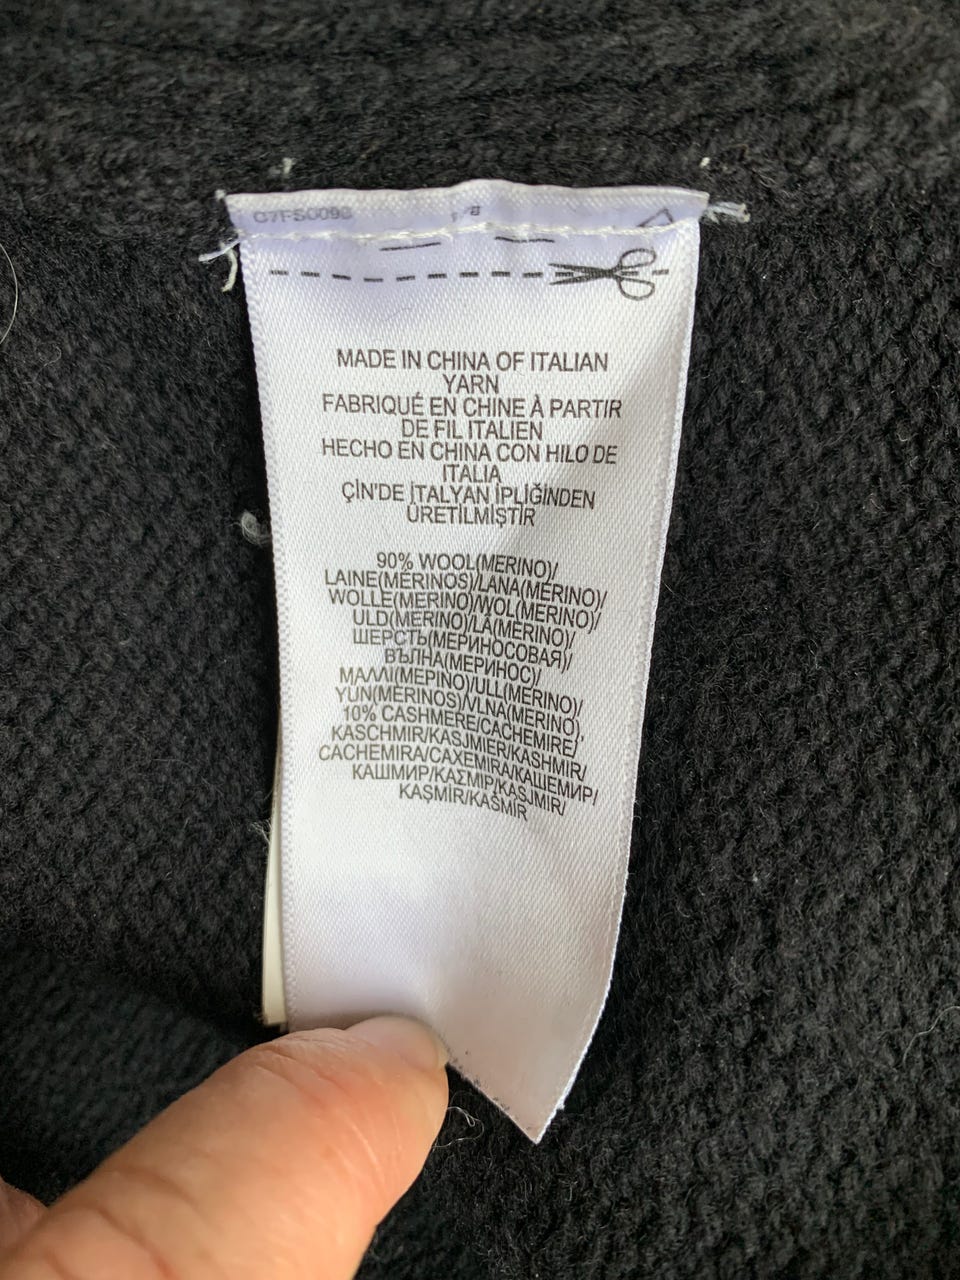 MADE IN CHINA OF ITALIAN
YARN
FABRIQUÉ EN CHINE À PARTIR
DE FIL ITALIEN
HECHO EN CHINA CON HILO DE
ITALIA
ÇİN'DE İTALYAN İPLİĞİNDEN
ÜRETİLMİŞTİR
90% WOOL(MERINO)/
LAINE(MÉRINOS)/LANA(MERINO)/
WOLLE(MERINO)/WOL(MERINO)/
ULD(MERINO)/LÃ(MERINO)/
ШЕРСТЬ(МЕРИНОСОВАЯ)/
ВЪЛНА(МЕРИНОС)/
ΜΑΛΛΙ(ΜΕΡΙΝΟ)/ULL(MERINO)/
YÜN(MERİNOS)/VLNA(MERINO),
10% CASHMERE/CACHEMIRE/
KASCHMIR/KASJMIER/KASHMIR/
CACHEMIRA/CAXEMIRA/КАШЕМИР/
КАШМИР/ΚΑΣΜΙΡ/KASJMIR/
KAŞMİR/KAŠMÍR